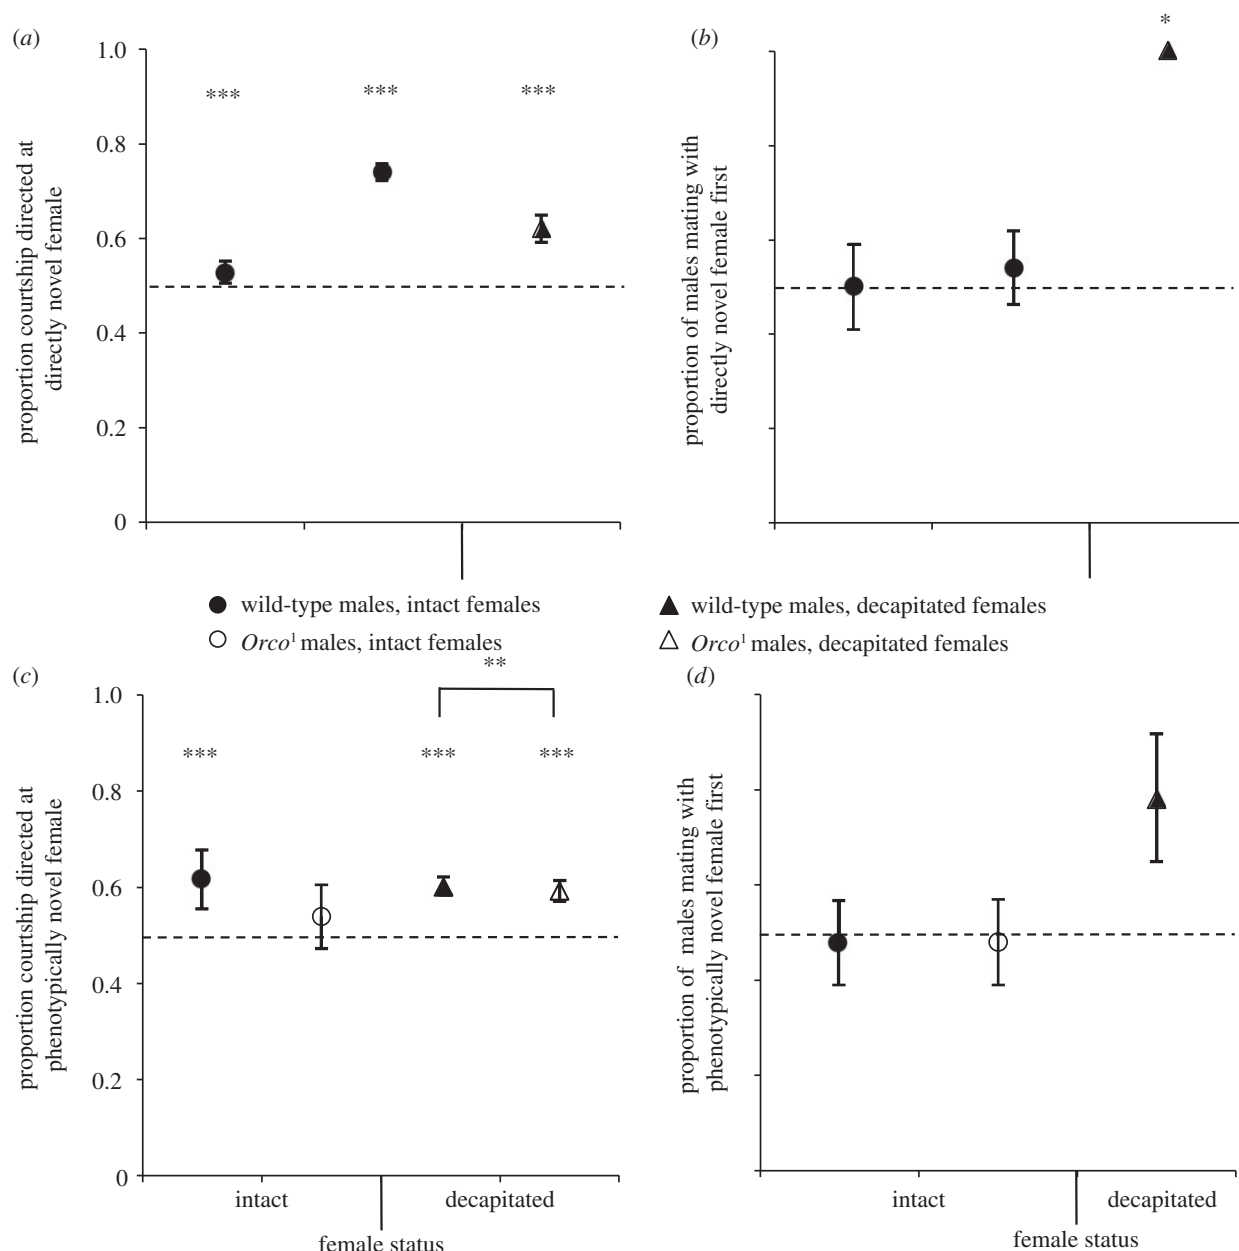 (a)
1.0
0.8
0.6
0.4
0.2
0
proportion courtship directed at
directly novel female
***
***
***
(b)
*
proportion of males mating with
directly novel female first
wild-type males, intact females
Orco¹ males, intact females
wild-type males, decapitated females
Orco¹ males, decapitated females
(c)
1.0
0.8
0.6
0.4
0.2
0
proportion courtship directed at
phenotypically novel female
**
***
***
***
intact
decapitated
female status
(d)
proportion of males mating with
phenotypically novel female first
intact
decapitated
female status